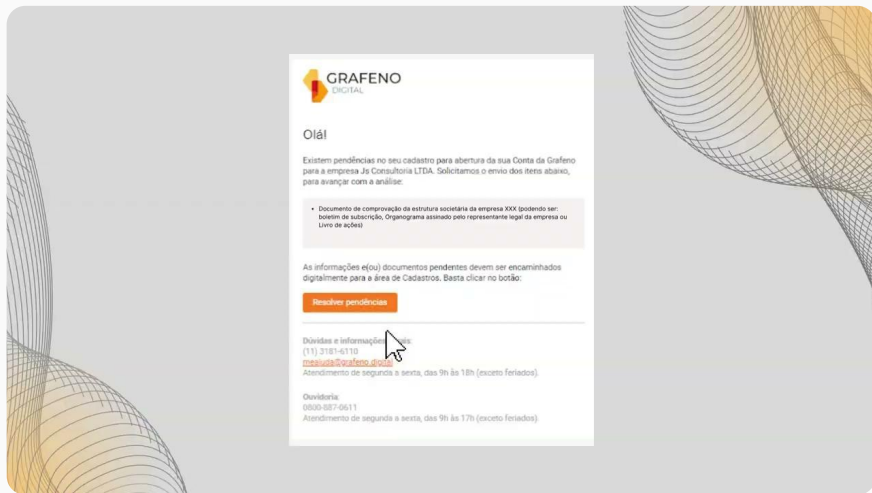 GRAFENO
DIGITAL
Olá!
Existem pendências no seu cadastro para abertura da sua Conta da Grafeno
para a empresa Js Consultoria LTDA. Solicitamos o envio dos itens abaixo,
para avançar com a análise:
• Documento de comprovação da estrutura societária da empresa XXX (podendo ser:
boletim de subscrição, Organograma assinado pelo representante legal da empresa ou
Livro de ações)
As informações e(ou) documentos pendentes devem ser encaminhados
digitalmente para a área de Cadastros. Basta clicar no botão:
Resolver pendências
Dúvidas e informações
(11) 3181-6110
meajuda@grafeno.digital
Atendimento de segunda a sexta, das 9h às 18h (exceto feriados).
Ouvidoria:
0800-887-0611
Atendimento de segunda a sexta, das 9h às 17h (exceto feriados).